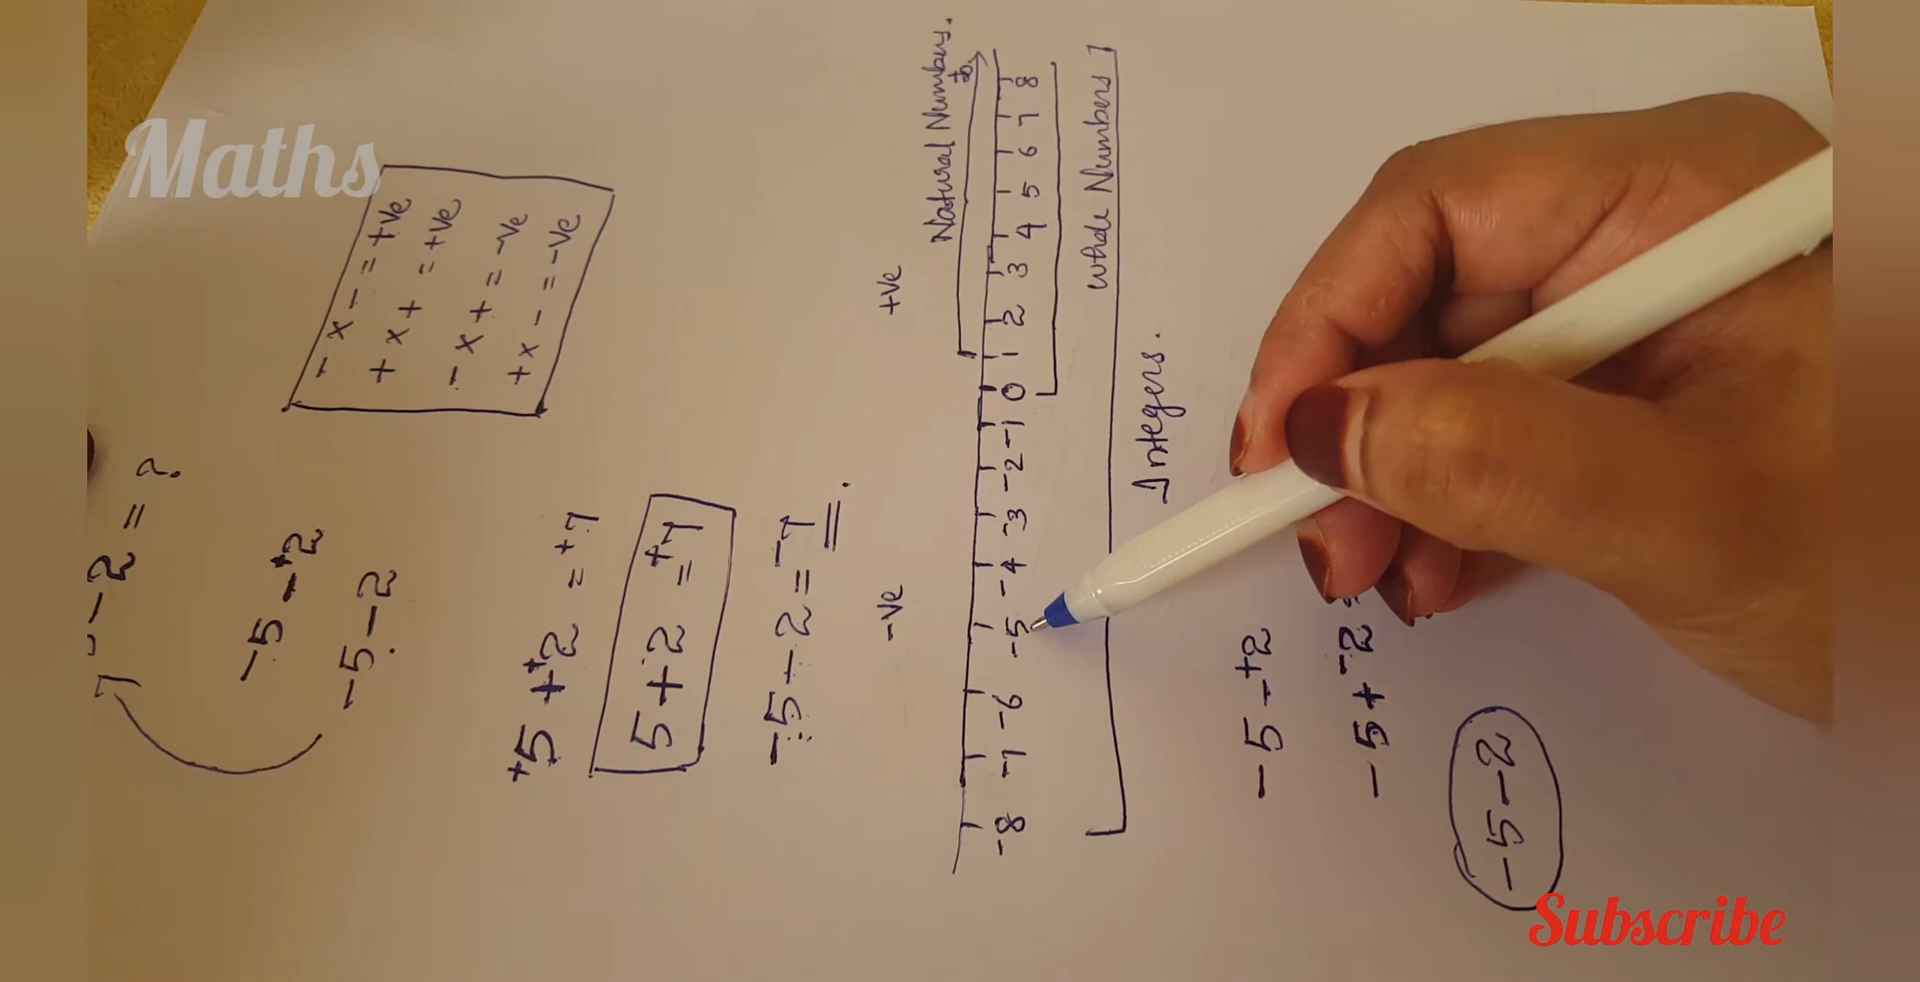 Maths
- 2 = ?
-5 - +2
-5 - 2
- x - = +ve
+ x + = +ve
- x + = -ve
+ x - = -ve
+5 + +2 = +7
5 + 2 = +7
-5 - 2 = -7.
-ve +ve
Natural Numbers.
-8 -7 -6 -5 -4 -3 -2 -1 0 1 2 3 4 5 6 7 8
Whole Numbers
Integers.
-5 - +2
-5 + -2 =
-5 - 2
Subscribe